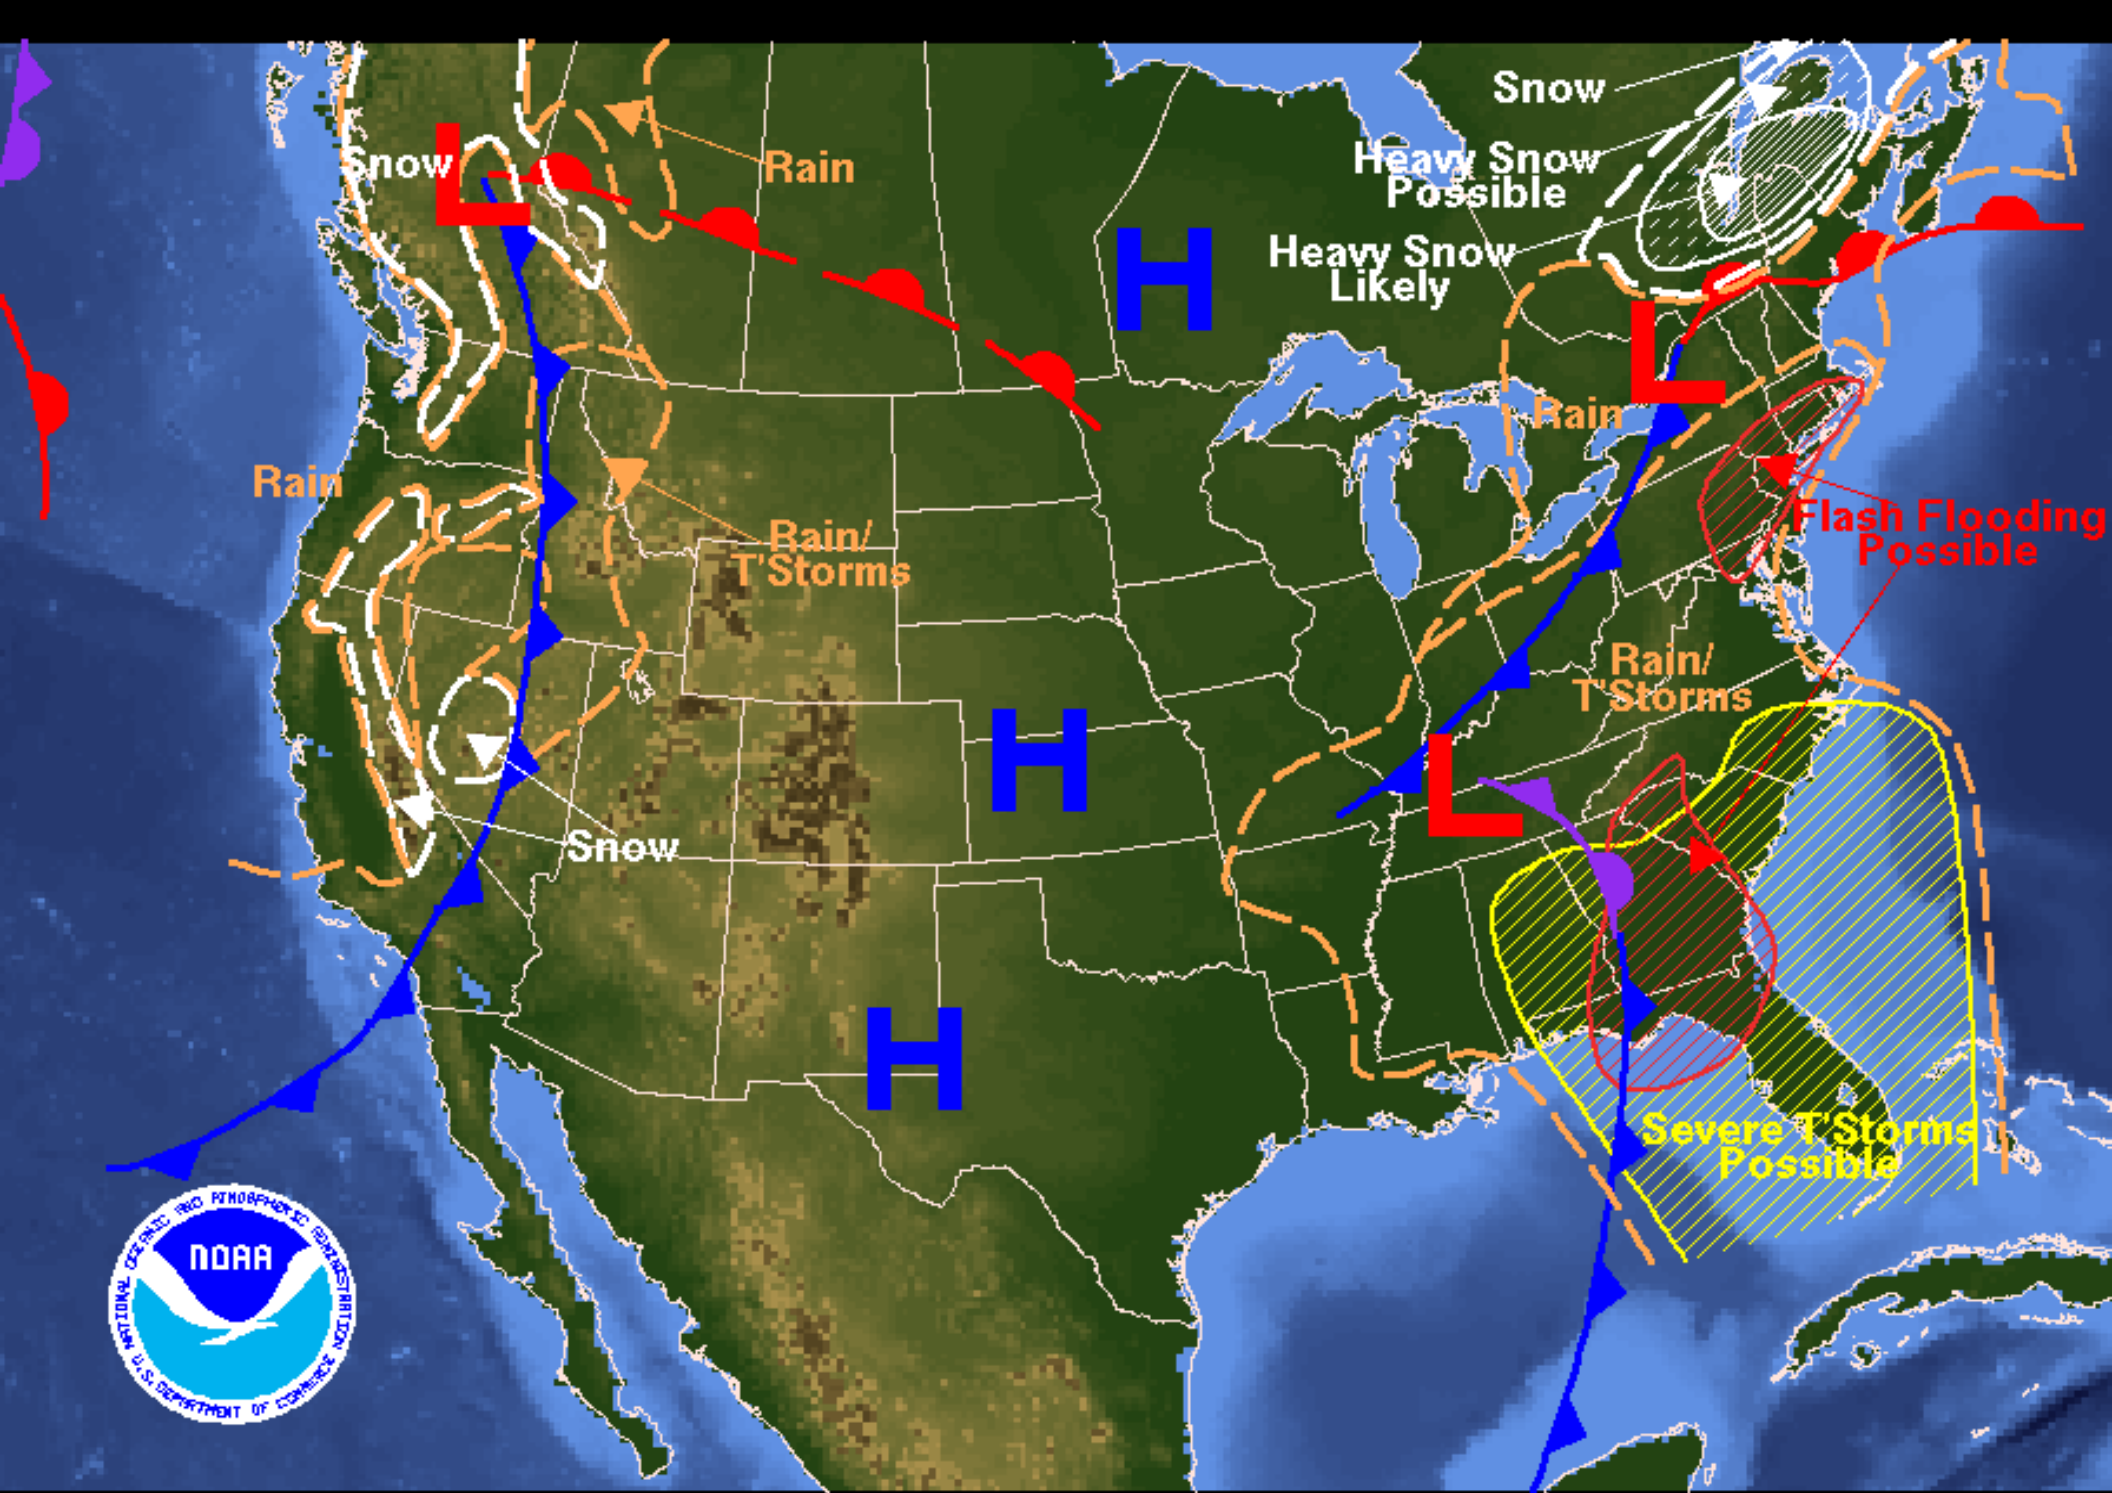 Snow
Heavy Snow
Possible
Snow
L
Rain
H
Heavy Snow
Likely
L
Rain
Rain
Flash Flooding
Possible
Rain/
T'Storms
Rain/
T'Storms
H
L
Snow
H
Severe T'Storms
Possible
NATIONAL OCEANIC AND ATMOSPHERIC ADMINISTRATION
NOAA
U.S. DEPARTMENT OF COMMERCE